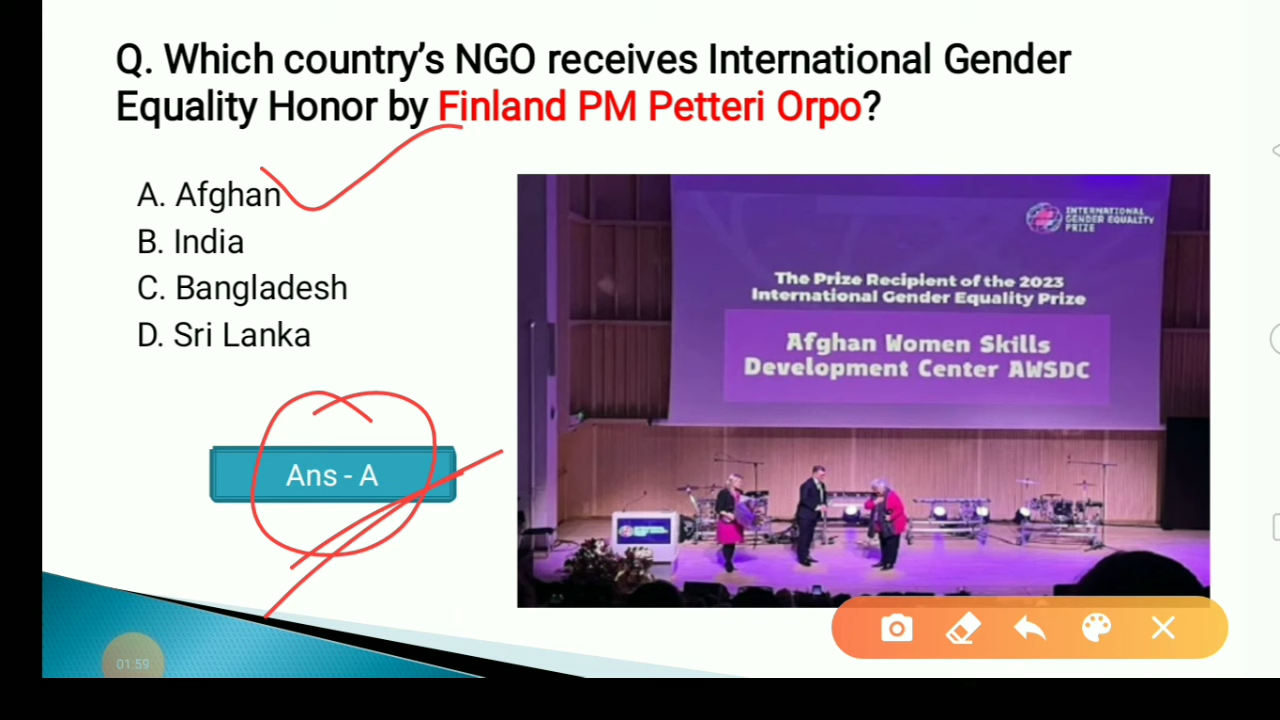 Q. Which country’s NGO receives International Gender
Equality Honor by Finland PM Petteri Orpo?
A. Afghan
B. India
C. Bangladesh
D. Sri Lanka
Ans - A
INTERNATIONAL
GENDER EQUALITY
PRIZE
The Prize Recipient of the 2023
International Gender Equality Prize
Afghan Women Skills
Development Center AWSDC
01:59